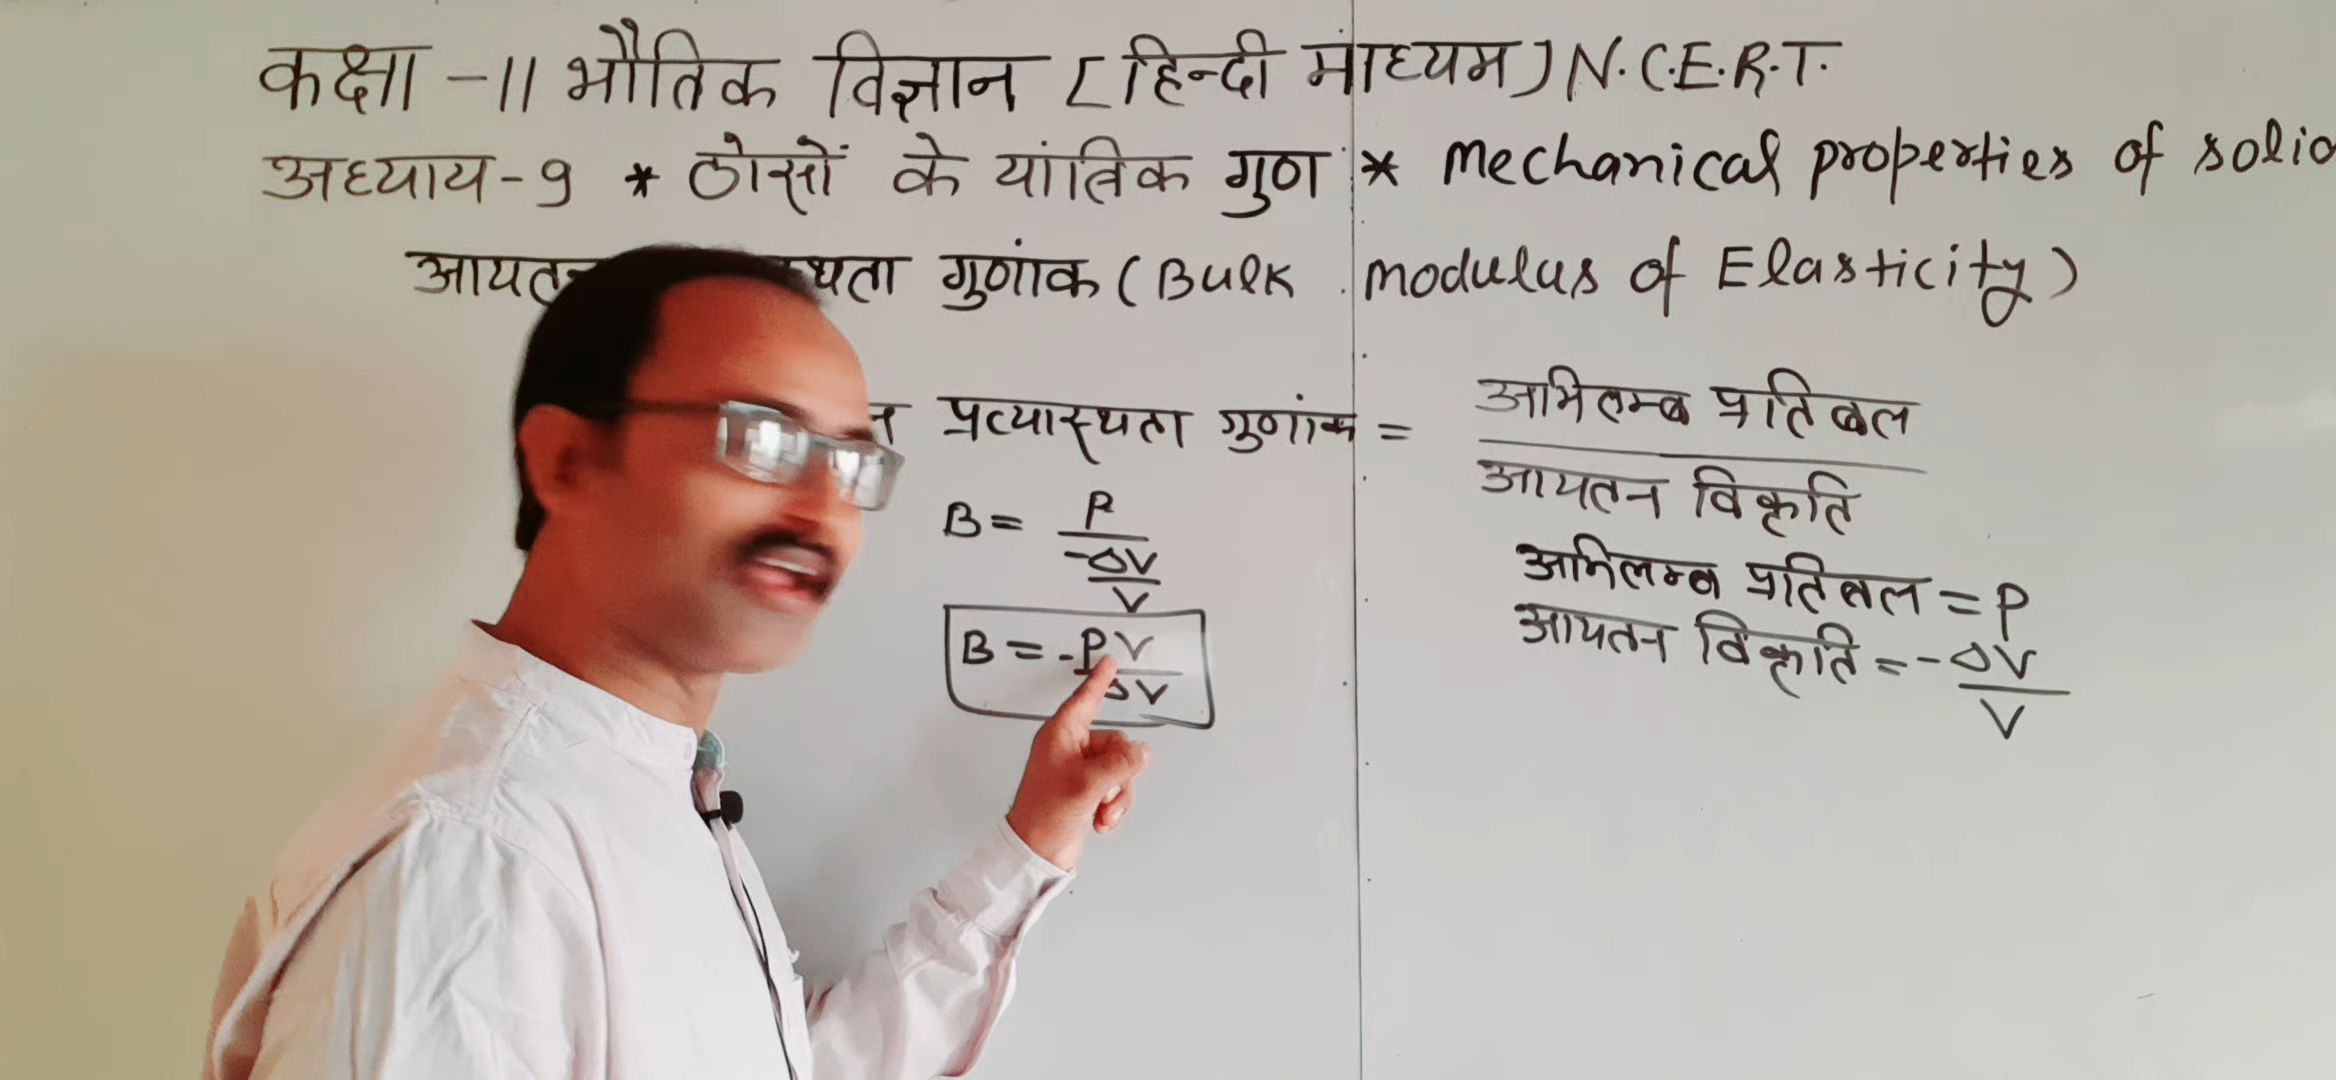 कक्षा -11 भौतिक विज्ञान [हिन्दी माध्यम) N.C.E.R.T.
अध्याय-9 * ठोसों के यांत्रिक गुण * Mechanical properties of solid
गुणांक (Bulk modulus of Elasticity)
प्रत्यास्थता गुणांक = अभिलम्ब प्रतिबल
आयतन विकृति
B = P
-ΔV
V
B = -PV
ΔV
अभिलम्ब प्रतिबल = P
आयतन विकृति = -ΔV
V